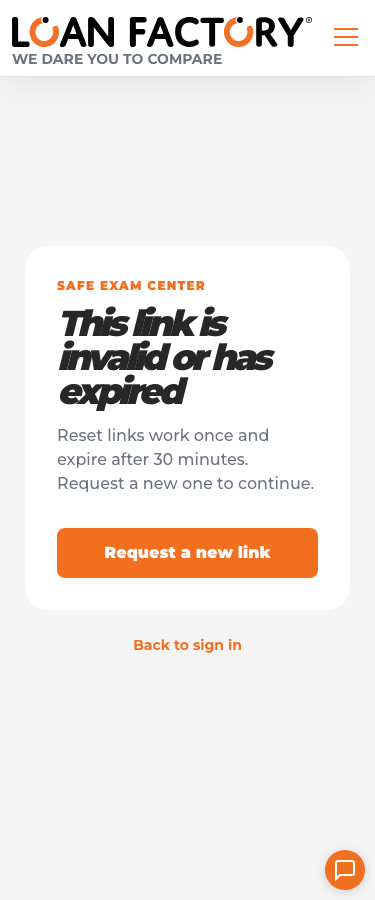 LOAN FACTORY®
WE DARE YOU TO COMPARE
SAFE EXAM CENTER
This link is
invalid or has
expired
Reset links work once and
expire after 30 minutes.
Request a new one to continue.
Request a new link
Back to sign in